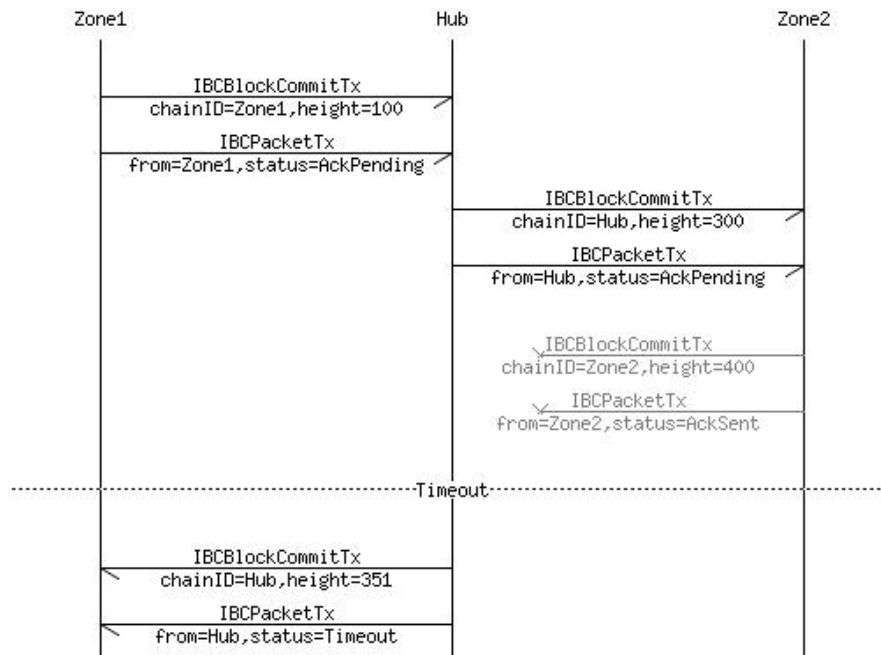 Zone1 Hub Zone2
IBCBlockCommitTx
chainID=Zone1,height=100
IBCPacketTx
from=Zone1,status=AckPending
IBCBlockCommitTx
chainID=Hub,height=300
IBCPacketTx
from=Hub,status=AckPending
IBCBlockCommitTx
chainID=Zone2,height=400
IBCPacketTx
from=Zone2,status=AckSent
Timeout
IBCBlockCommitTx
chainID=Hub,height=351
IBCPacketTx
from=Hub,status=Timeout